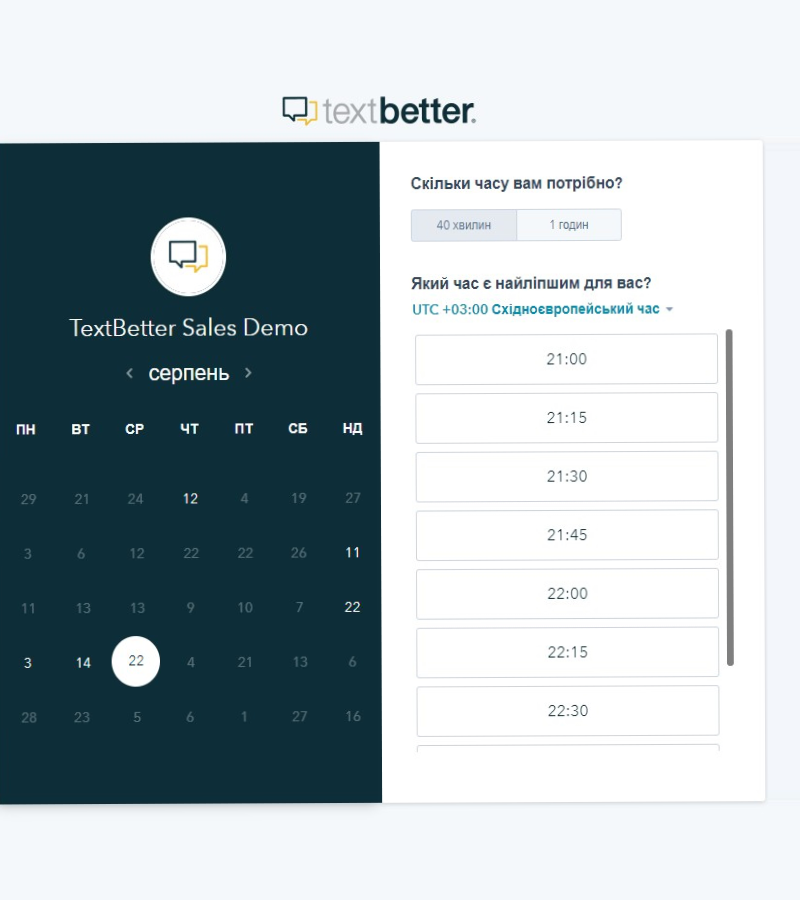 textbetter.
TextBetter Sales Demo
серпень
ПН ВТ СР ЧТ ПТ СБ НД
29 21 24 12 4 19 27
3 6 12 22 22 26 11
11 13 13 9 10 7 22
3 14 22 4 21 13 6
28 23 5 6 1 27 16
Скільки часу вам потрібно?
40 хвилин 1 годин
Який час є найліпшим для вас?
UTC +03:00 Східноєвропейський час
21:00
21:15
21:30
21:45
22:00
22:15
22:30